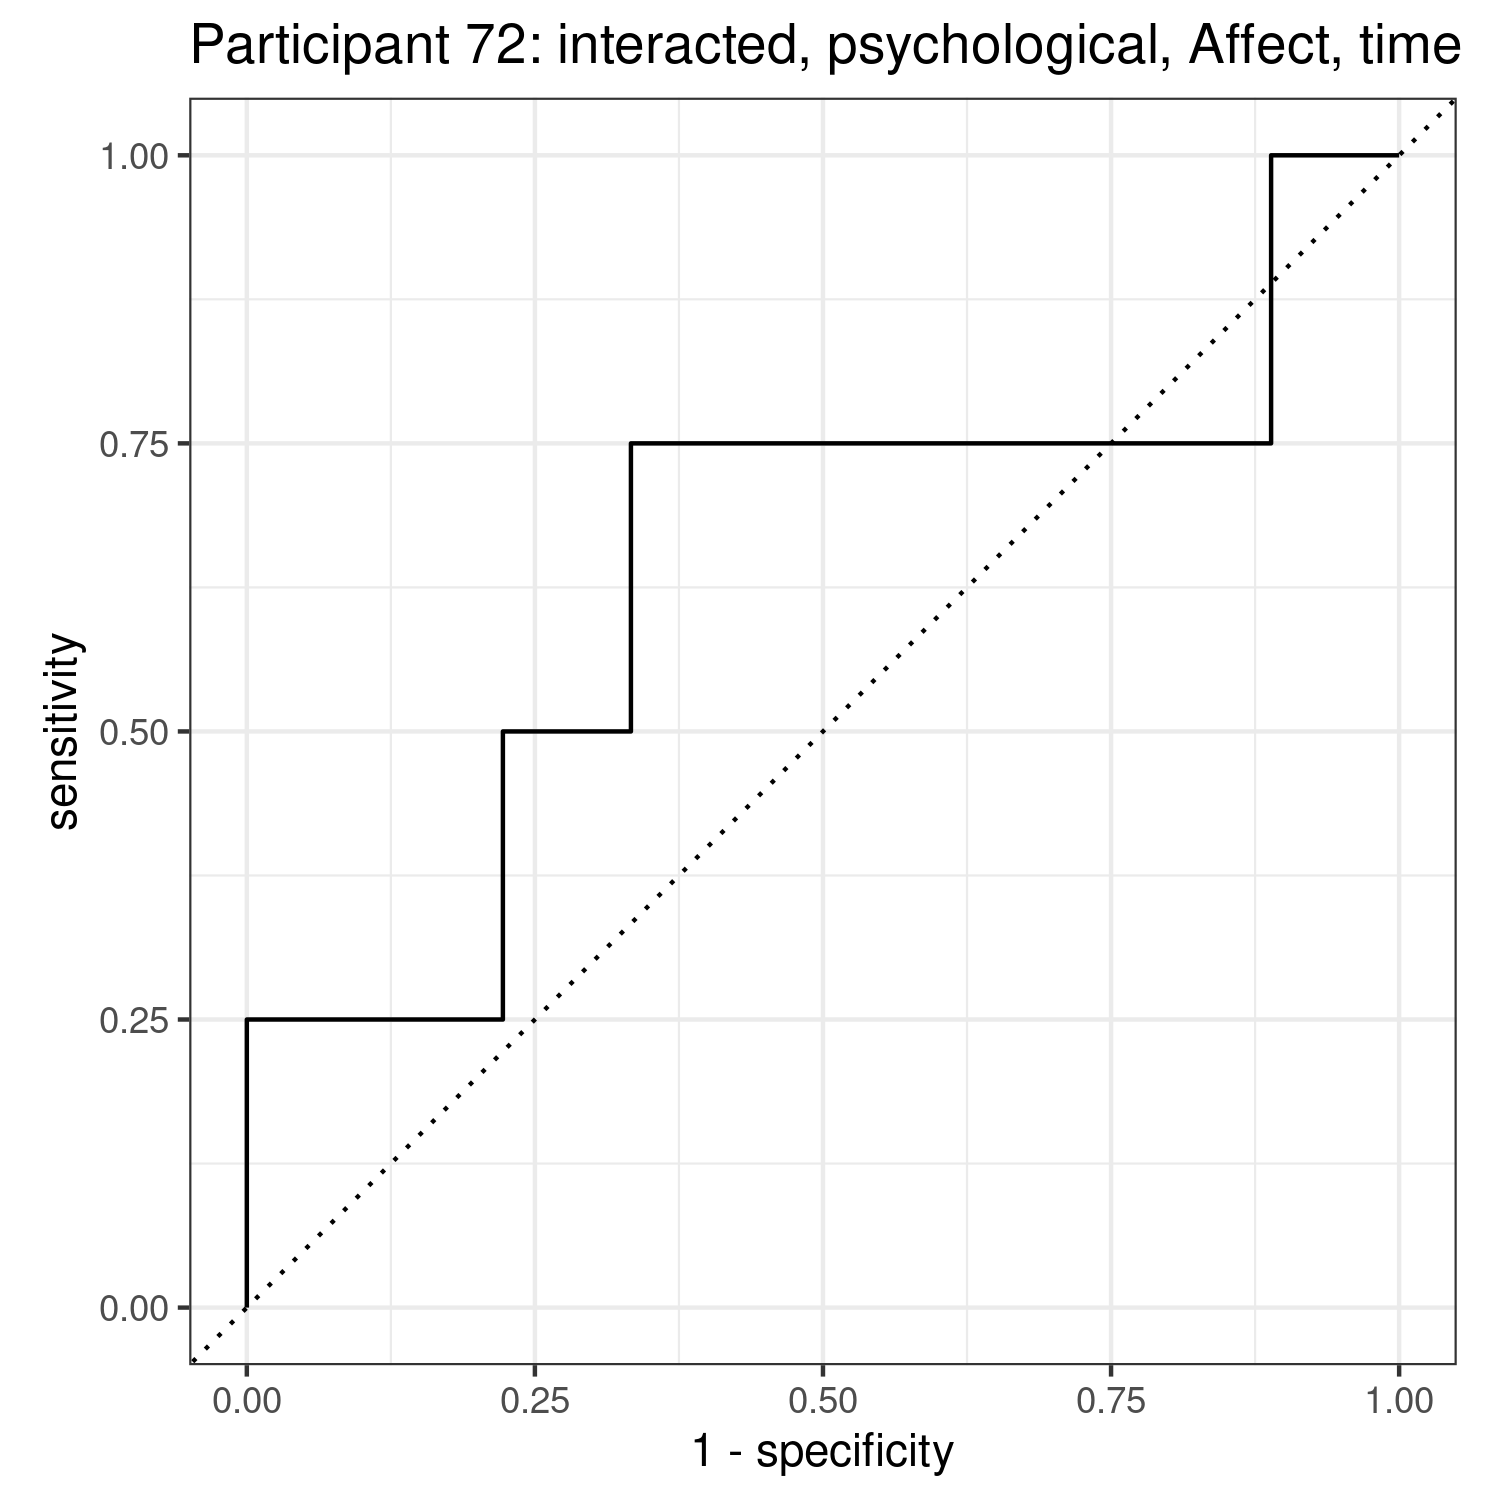 Participant 72: interacted, psychological, Affect, time
1.00
0.75
0.50
0.25
0.00
sensitivity
0.00 0.25 0.50 0.75 1.00
1 - specificity